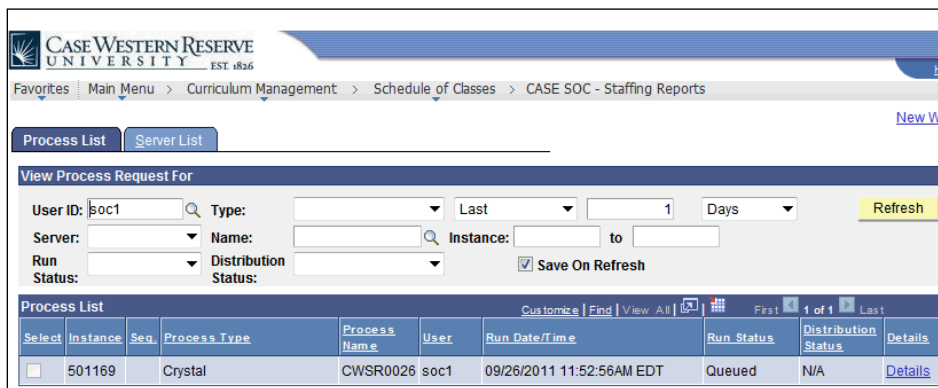 CASE WESTERN RESERVE
UNIVERSITY EST. 1826
Favorites Main Menu > Curriculum Management > Schedule of Classes > CASE SOC - Staffing Reports
New W
Process List Server List
View Process Request For
User ID: soc1 Type: Last 1 Days Refresh
Server: Name: Instance: to
Run Status: Distribution Status: Save On Refresh
Process List Customize | Find | View All | First 1 of 1 Last
Select Instance Seq. Process Type Process Name User Run Date/Time Run Status Distribution Status Details
501169 Crystal CWSR0026 soc1 09/26/2011 11:52:56AM EDT Queued N/A Details